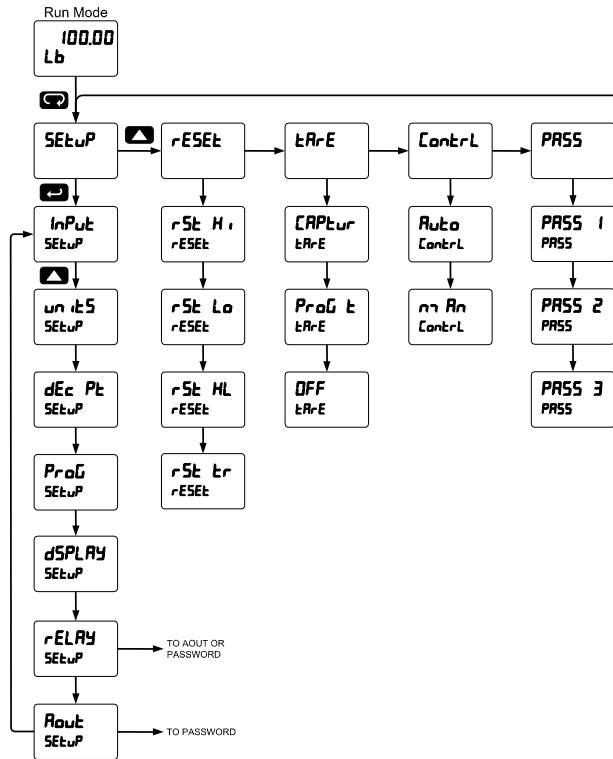 Run Mode
100.00
Lb
SEtuP
rESEt
tArE
ContrL
PASS
InPut
SEtuP
rSt Hi
rESEt
CAPtur
tArE
Auto
ContrL
PASS 1
PASS
unitS
SEtuP
rSt Lo
rESEt
ProG t
tArE
mAn
ContrL
PASS 2
PASS
dEc Pt
SEtuP
rSt HL
rESEt
OFF
tArE
PASS 3
PASS
ProG
SEtuP
rSt tr
rESEt
dSPLAY
SEtuP
rELAY
SEtuP
TO AOUT OR
PASSWORD
Aout
SEtuP
TO PASSWORD